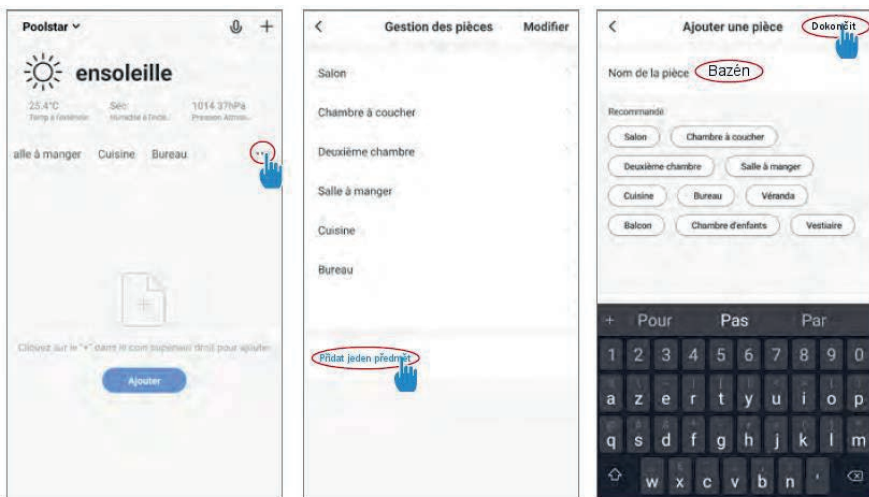 Poolstar
ensoleille
25.4°C
1014.37hPa
alle à manger Cuisine Bureau ...
Cliquez sur le "+" dans le coin supérieur droit pour ajouter
Ajouter
Gestion des pièces Modifier
Salon
Chambre à coucher
Deuxième chambre
Salle à manger
Cuisine
Bureau
Přidat jeden předmět
Ajouter une pièce Dokončit
Nom de la pièce Bazén
Recommandé
Salon Chambre à coucher
Deuxième chambre Salle à manger
Cuisine Bureau Véranda
Balcon Chambre d'enfants Vestiaire
+ Pour Pas Par
1 2 3 4 5 6 7 8 9 0
a z e r t y u i o p
q s d f g h j k l m
w x c v b n '